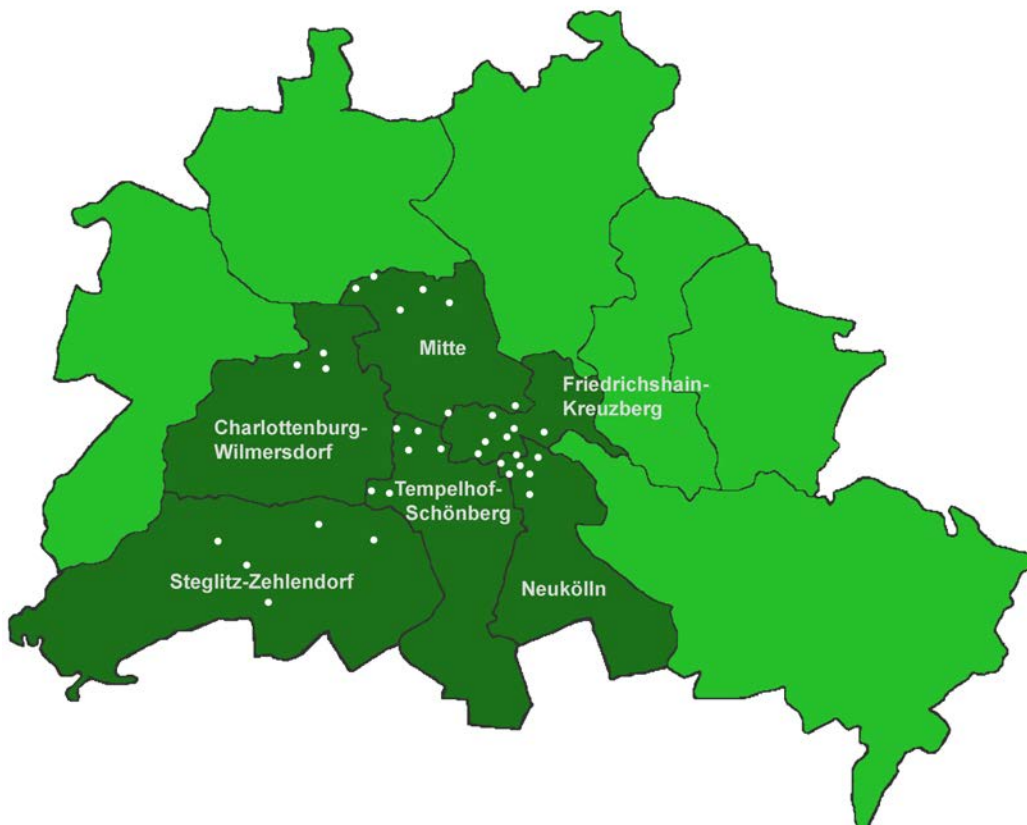 Mitte
Friedrichshain-
Kreuzberg
Charlottenburg-
Wilmersdorf
Tempelhof-
Schönberg
Steglitz-Zehlendorf
Neukölln